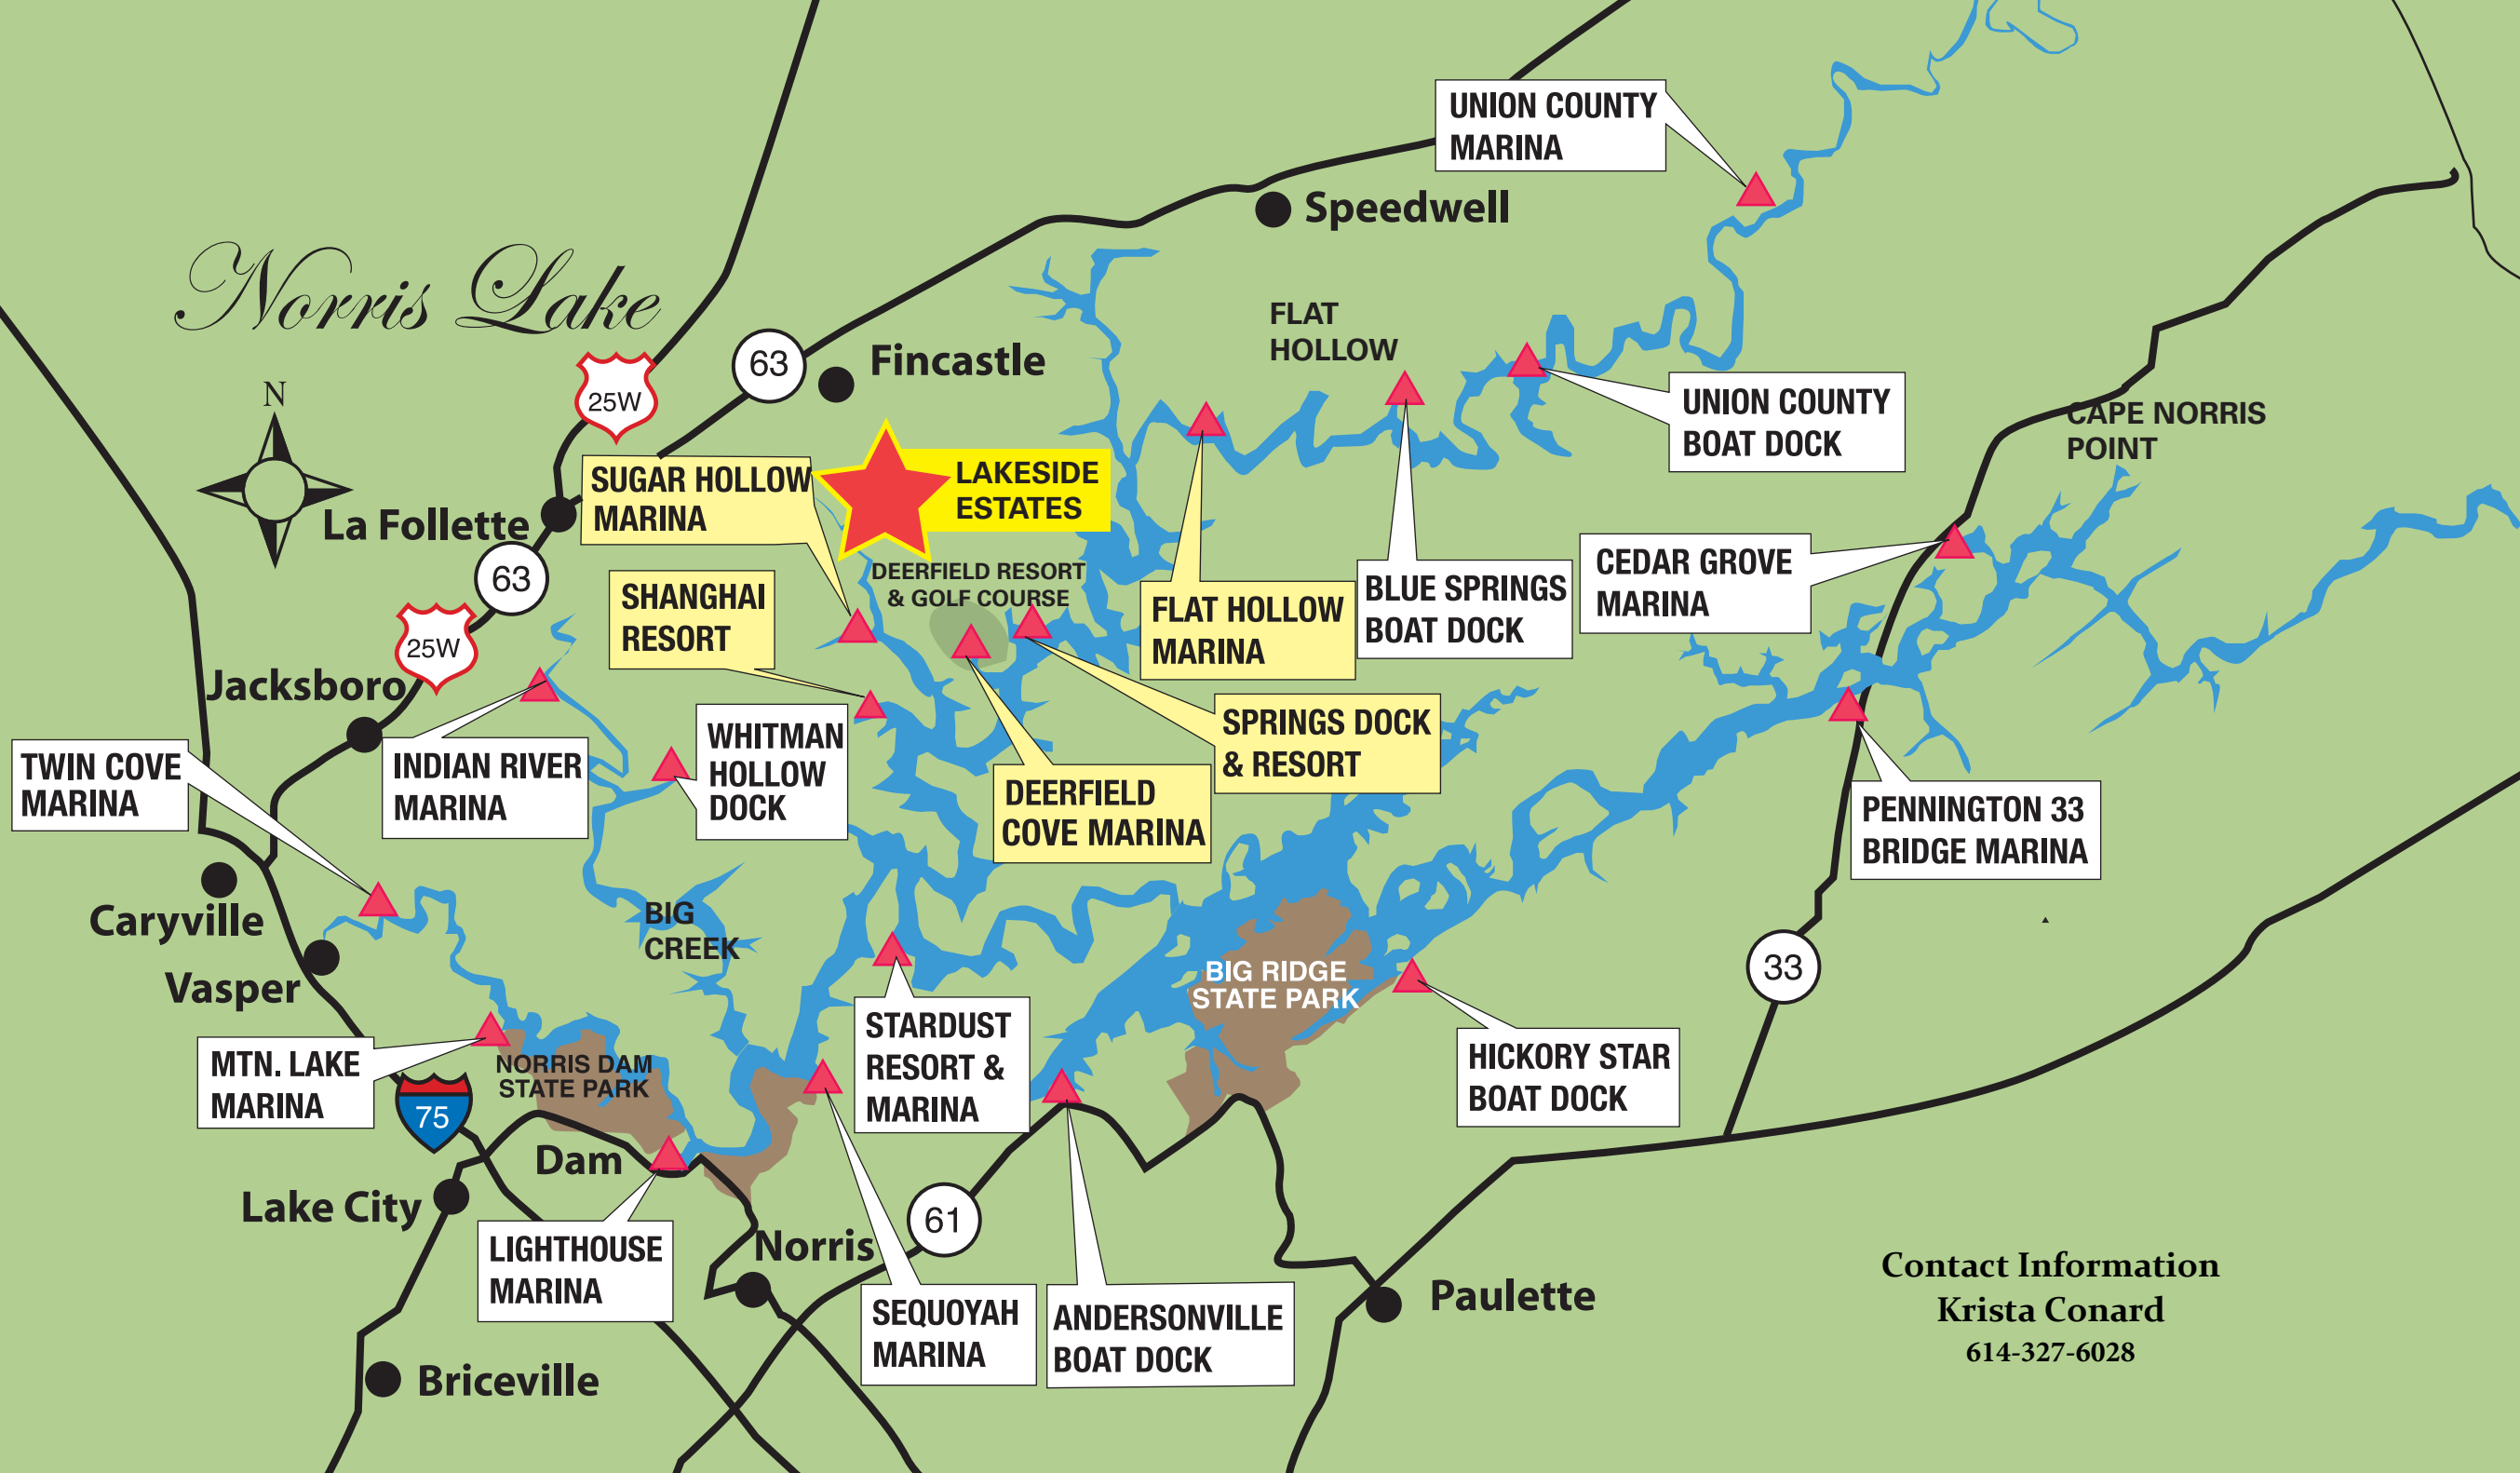 UNION COUNTY
MARINA
Speedwell
Norris Lake
FLAT
HOLLOW
63
Fincastle
25W
N
UNION COUNTY
BOAT DOCK
CAPE NORRIS
POINT
SUGAR HOLLOW
MARINA
LAKESIDE
ESTATES
La Follette
63
DEERFIELD RESORT
& GOLF COURSE
SHANGHAI
RESORT
FLAT HOLLOW
MARINA
BLUE SPRINGS
BOAT DOCK
CEDAR GROVE
MARINA
25W
Jacksboro
SPRINGS DOCK
& RESORT
WHITMAN
HOLLOW
DOCK
TWIN COVE
MARINA
INDIAN RIVER
MARINA
DEERFIELD
COVE MARINA
PENNINGTON 33
BRIDGE MARINA
Caryville
BIG
CREEK
Vasper
BIG RIDGE
STATE PARK
33
STARDUST
RESORT &
MARINA
MTN. LAKE
MARINA
NORRIS DAM
STATE PARK
HICKORY STAR
BOAT DOCK
75
Dam
Lake City
61
LIGHTHOUSE
MARINA
Norris
SEQUOYAH
MARINA
ANDERSONVILLE
BOAT DOCK
Paulette
Briceville
Contact Information
Krista Conard
614-327-6028